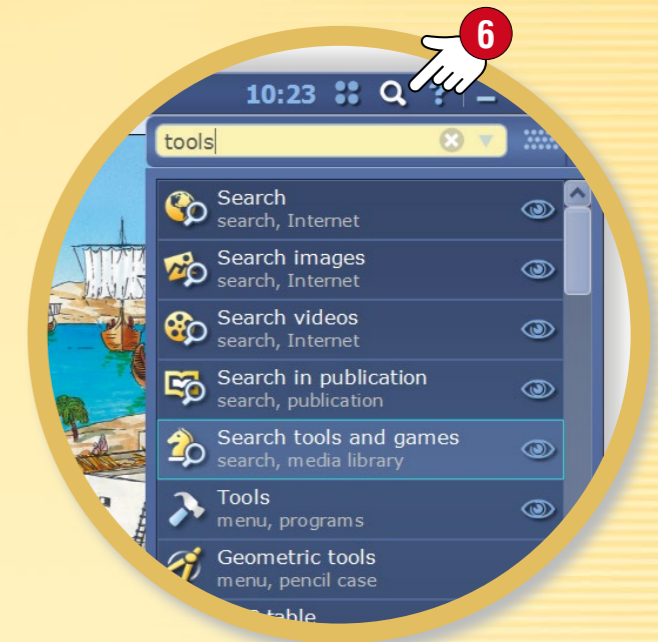 6
10:23 ?
tools
Search
search, Internet
Search images
search, Internet
Search videos
search, Internet
Search in publication
search, publication
Search tools and games
search, media library
Tools
menu, programs
Geometric tools
menu, pencil case
table